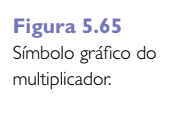 Figura 5.65
Símbolo gráfico do
multiplicador.